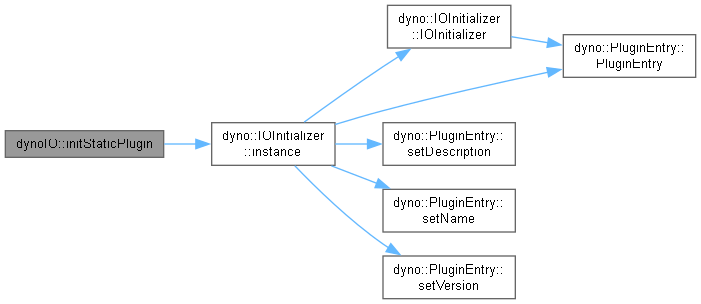 dynoIO::initStaticPlugin
dyno::IOInitializer
::instance
dyno::IOInitializer
::IOInitializer
dyno::PluginEntry::
PluginEntry
dyno::PluginEntry::
setDescription
dyno::PluginEntry::
setName
dyno::PluginEntry::
setVersion